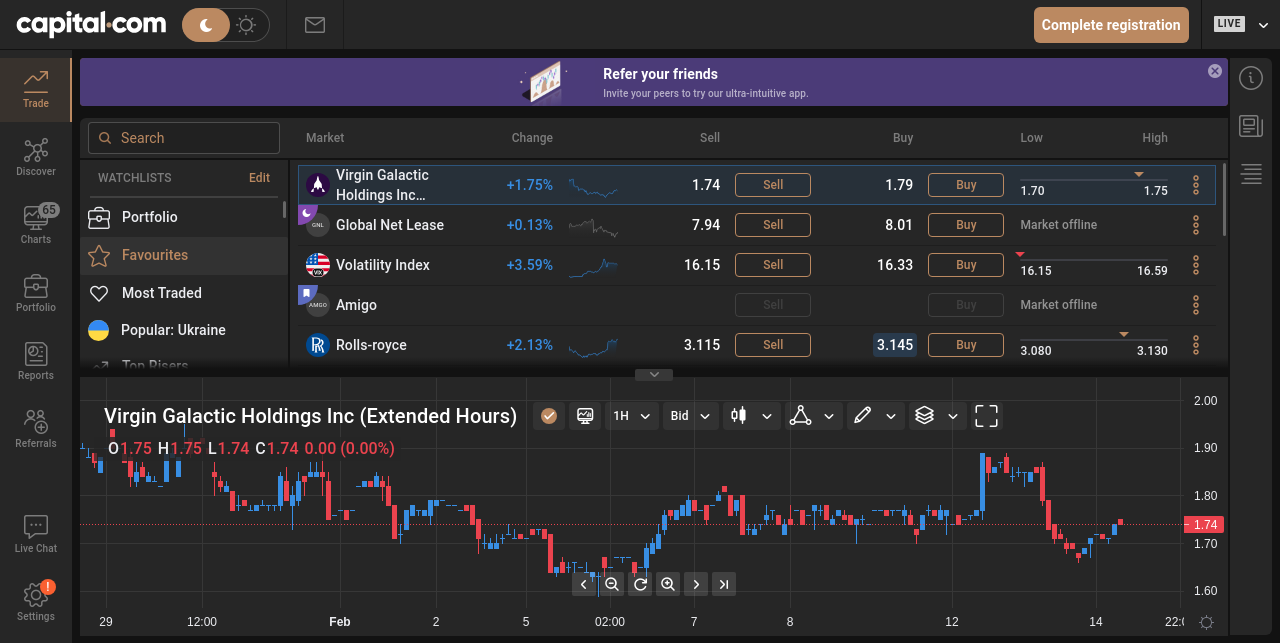 capital.com
Complete registration
LIVE
Refer your friends
Invite your peers to try our ultra-intuitive app.
Trade
Discover
65
Charts
Portfolio
Reports
Referrals
Live Chat
!
Settings
Search
WATCHLISTS Edit
Portfolio
Favourites
Most Traded
Popular: Ukraine
Top Risers
Market Change Sell Buy Low High
Virgin Galactic
Holdings Inc… +1.75% 1.74 Sell 1.79 Buy 1.70 1.75
GNL Global Net Lease +0.13% 7.94 Sell 8.01 Buy Market offline
VIX Volatility Index +3.59% 16.15 Sell 16.33 Buy 16.15 16.59
AMGO Amigo Sell Buy Market offline
Rolls-royce +2.13% 3.115 Sell 3.145 Buy 3.080 3.130
Virgin Galactic Holdings Inc (Extended Hours) 1H Bid
O1.75 H1.75 L1.74 C1.74 0.00 (0.00%)
2.00
1.90
1.80
1.74
1.70
1.60
29 12:00 Feb 2 5 02:00 7 8 12 14